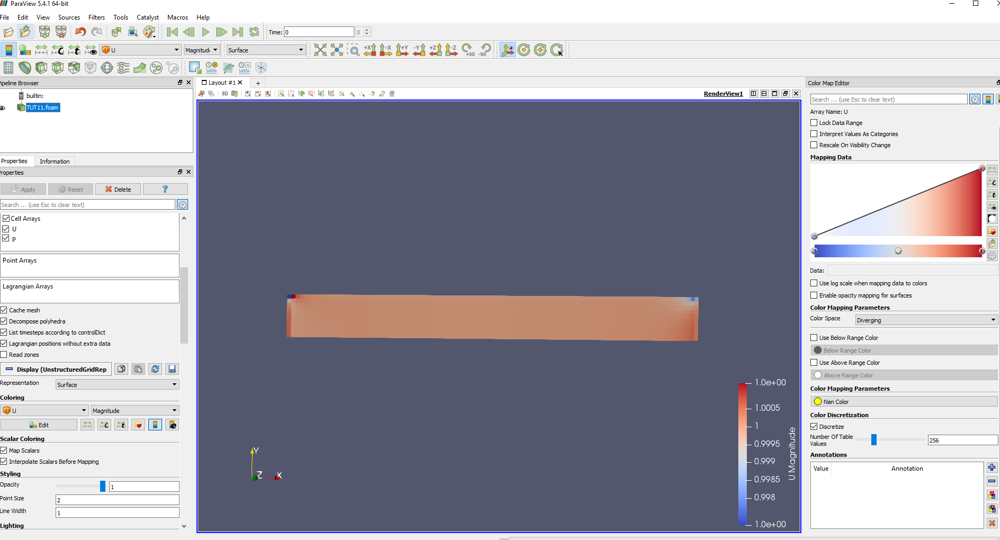 ParaView 5.4.1 64-bit
File Edit View Sources Filters Tools Catalyst Macros Help
Time: 0 0
U Magnitude Surface
+X -X +Y -Y +Z -Z +90 -90
Pipeline Browser
builtin:
TUT11.foam
Properties Information
Properties
Apply Reset Delete ?
Search ... (use Esc to clear text)
Cell Arrays
U
p
Point Arrays
Lagrangian Arrays
Cache mesh
Decompose polyhedra
List timesteps according to controlDict
Lagrangian positions without extra data
Read zones
Display (UnstructuredGridRep
Representation Surface
Coloring
U Magnitude
Edit
Scalar Coloring
Map Scalars
Interpolate Scalars Before Mapping
Styling
Opacity 1
Point Size 2
Line Width 1
Lighting
Layout #1 +
3D RenderView1
Y
Z X
1.0e+00
1.0005
1
0.9995
0.999
0.9985
0.998
1.0e+00
U Magnitude
Color Map Editor
Search ... (use Esc to clear text)
Array Name: U
Lock Data Range
Interpret Values As Categories
Rescale On Visibility Change
Mapping Data
Data:
Use log scale when mapping data to colors
Enable opacity mapping for surfaces
Color Mapping Parameters
Color Space Diverging
Use Below Range Color
Below Range Color
Use Above Range Color
Above Range Color
Color Mapping Parameters
Nan Color
Color Discretization
Discretize
Number Of Table Values 256
Annotations
Value Annotation